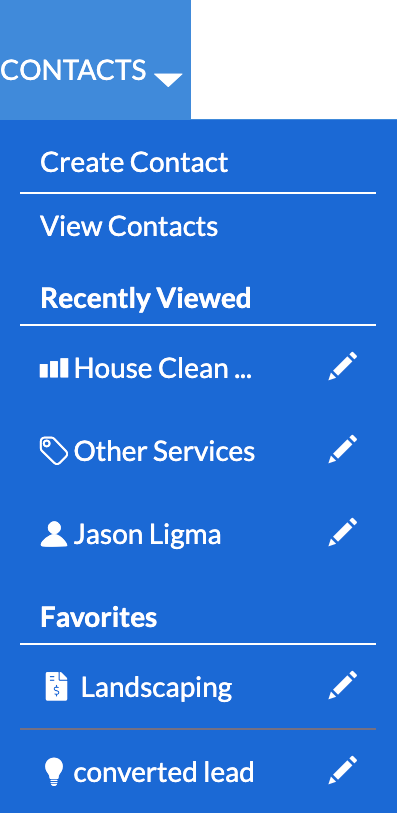 CONTACTS
Create Contact
View Contacts
Recently Viewed
House Clean ...
Other Services
Jason Ligma
Favorites
$ Landscaping
converted lead